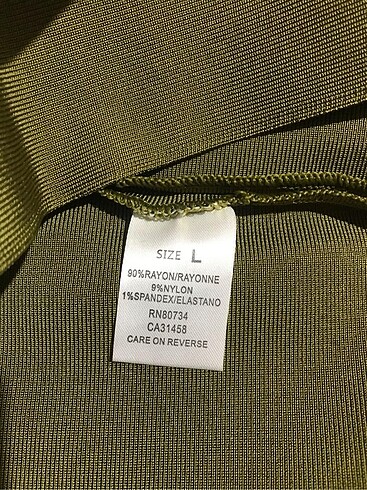 SIZE L
90%RAYON/RAYONNE
9%NYLON
1%SPANDEX/ELASTANO
RN80734
CA31458
CARE ON REVERSE